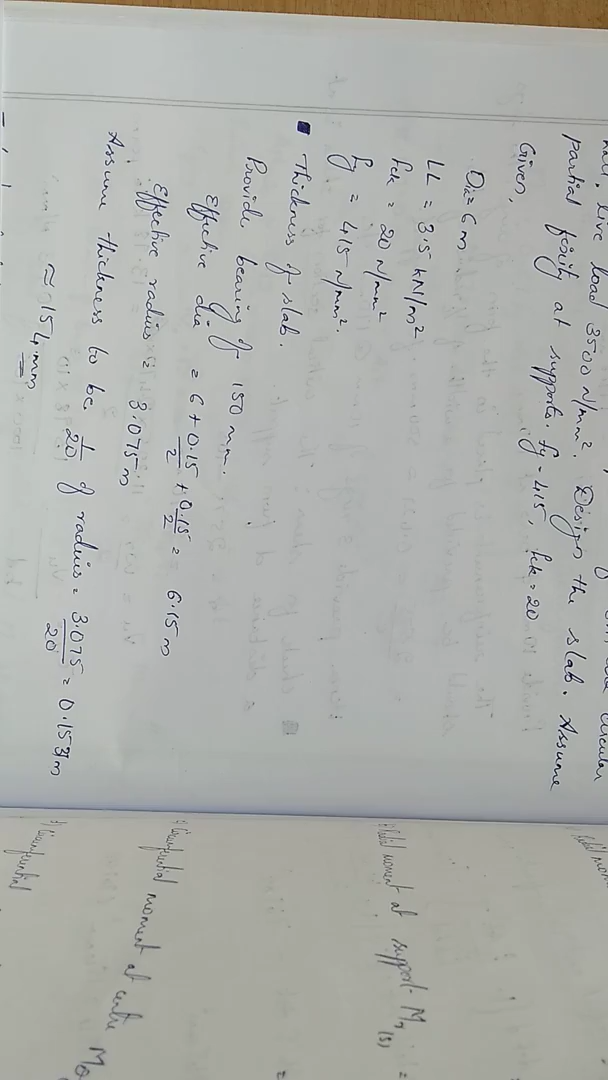 live load 3500 N/mm². Design the slab. Assume
partial fixity at supports. fy = 415, fck = 20
Given,
Dia = 6 m
LL = 3.5 kN/m²
fck = 20 N/mm²
fy = 415 N/mm².
Thickness of slab.
Provide bearing of 150 mm.
Effective dia = 6 + 0.15/2 + 0.15/2 = 6.15 m
Effective radius = 3.075 m
Assume thickness to be 1/20 of radius = 3.075/20 = 0.153 m
≈ 154 mm
moment at support M
circumferential moment at centre M
circumferential